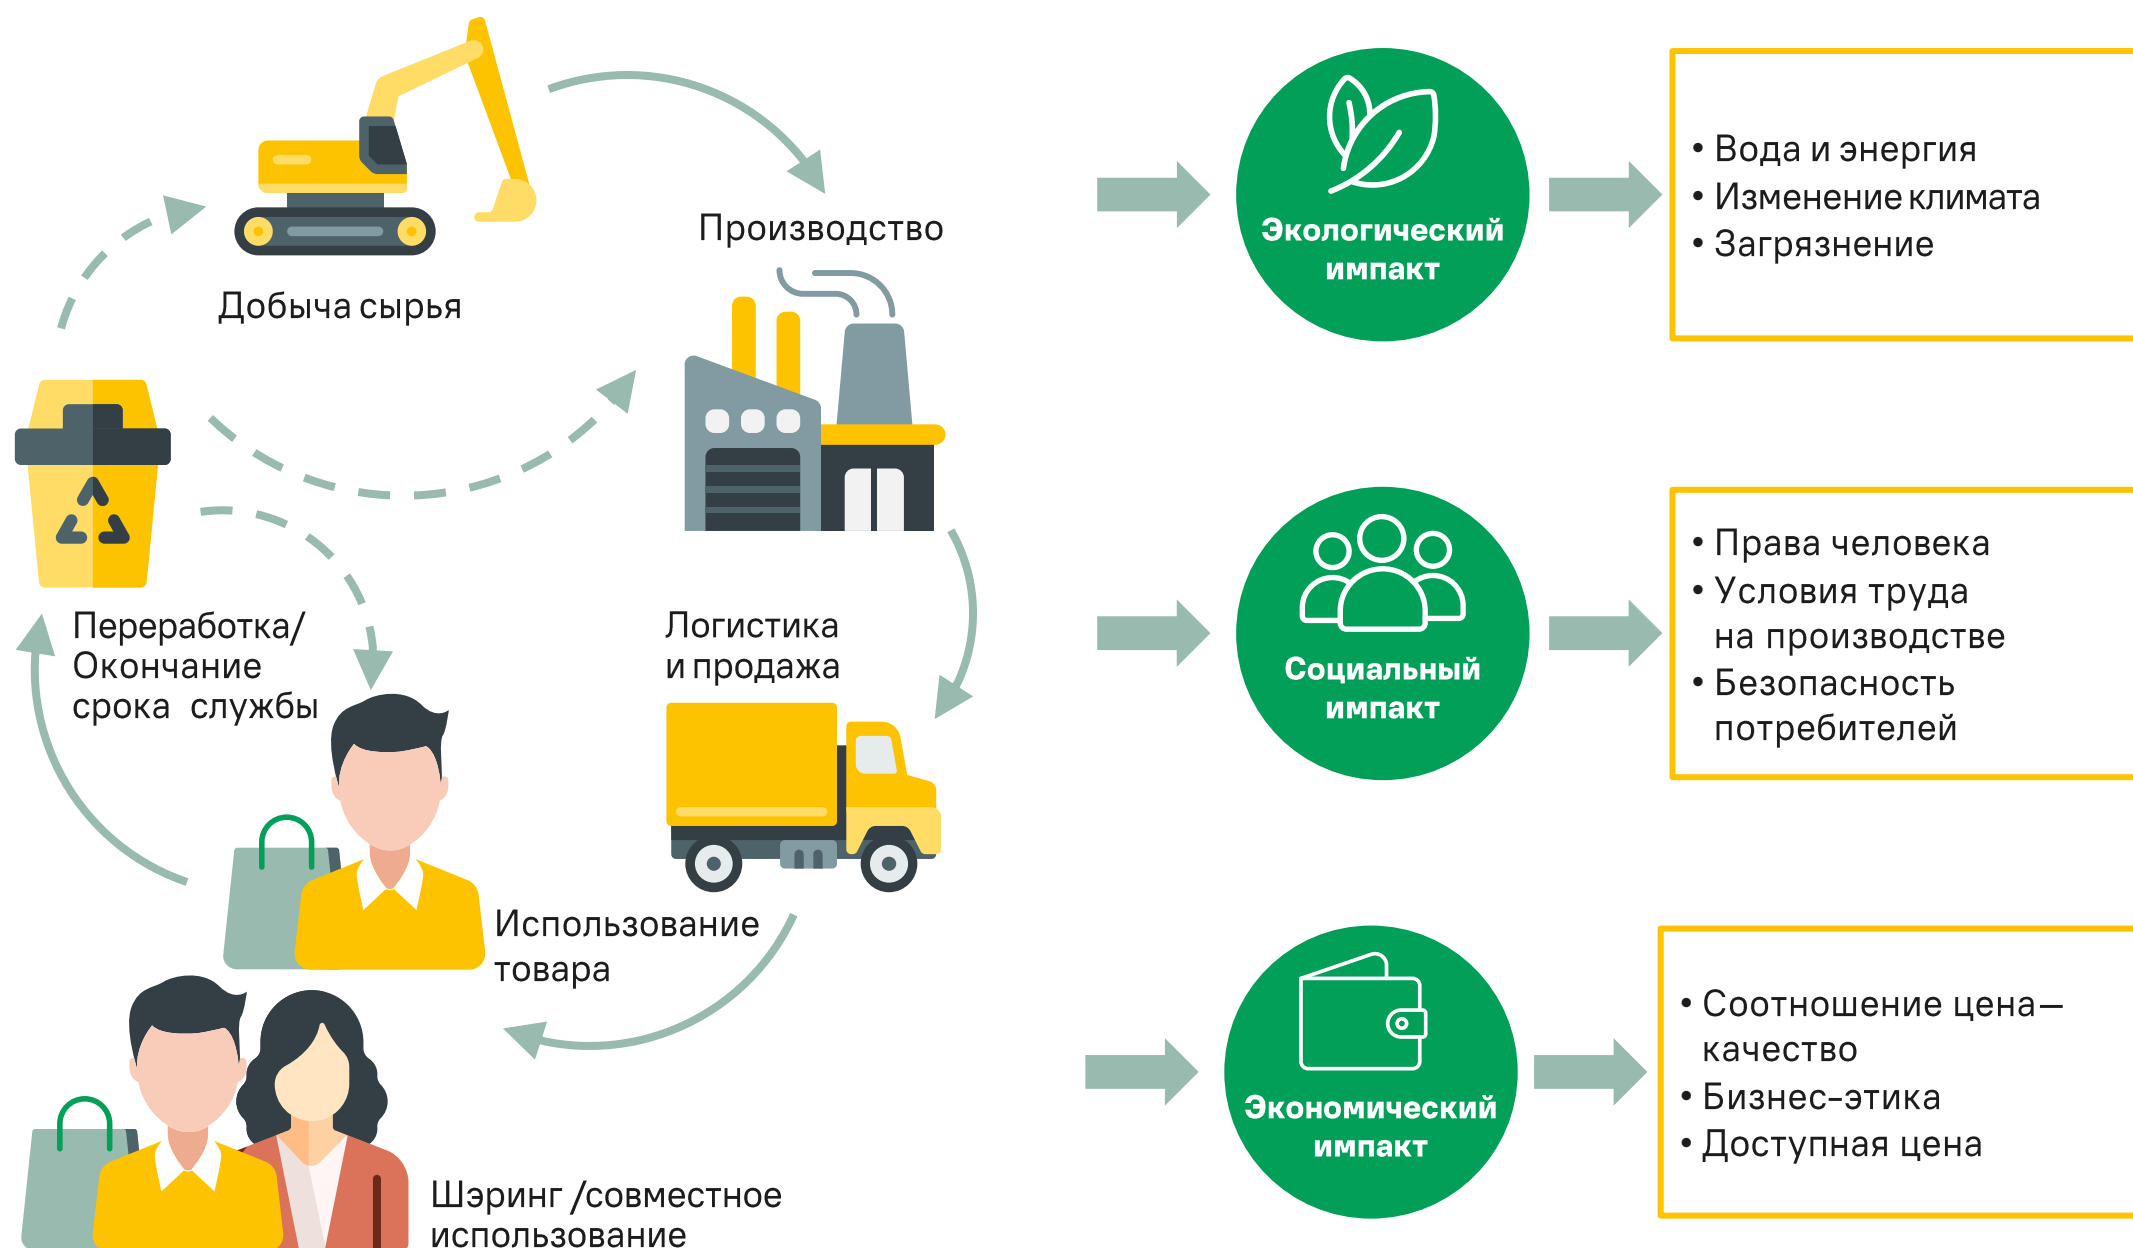 Добыча сырья
Производство
Переработка/
Окончание
срока службы
Логистика
и продажа
Использование
товара
Шэринг /совместное
использование
Экологический
импакт
• Вода и энергия
• Изменение климата
• Загрязнение
Социальный
импакт
• Права человека
• Условия труда
на производстве
• Безопасность
потребителей
Экономический
импакт
• Соотношение цена—
качество
• Бизнес-этика
• Доступная цена